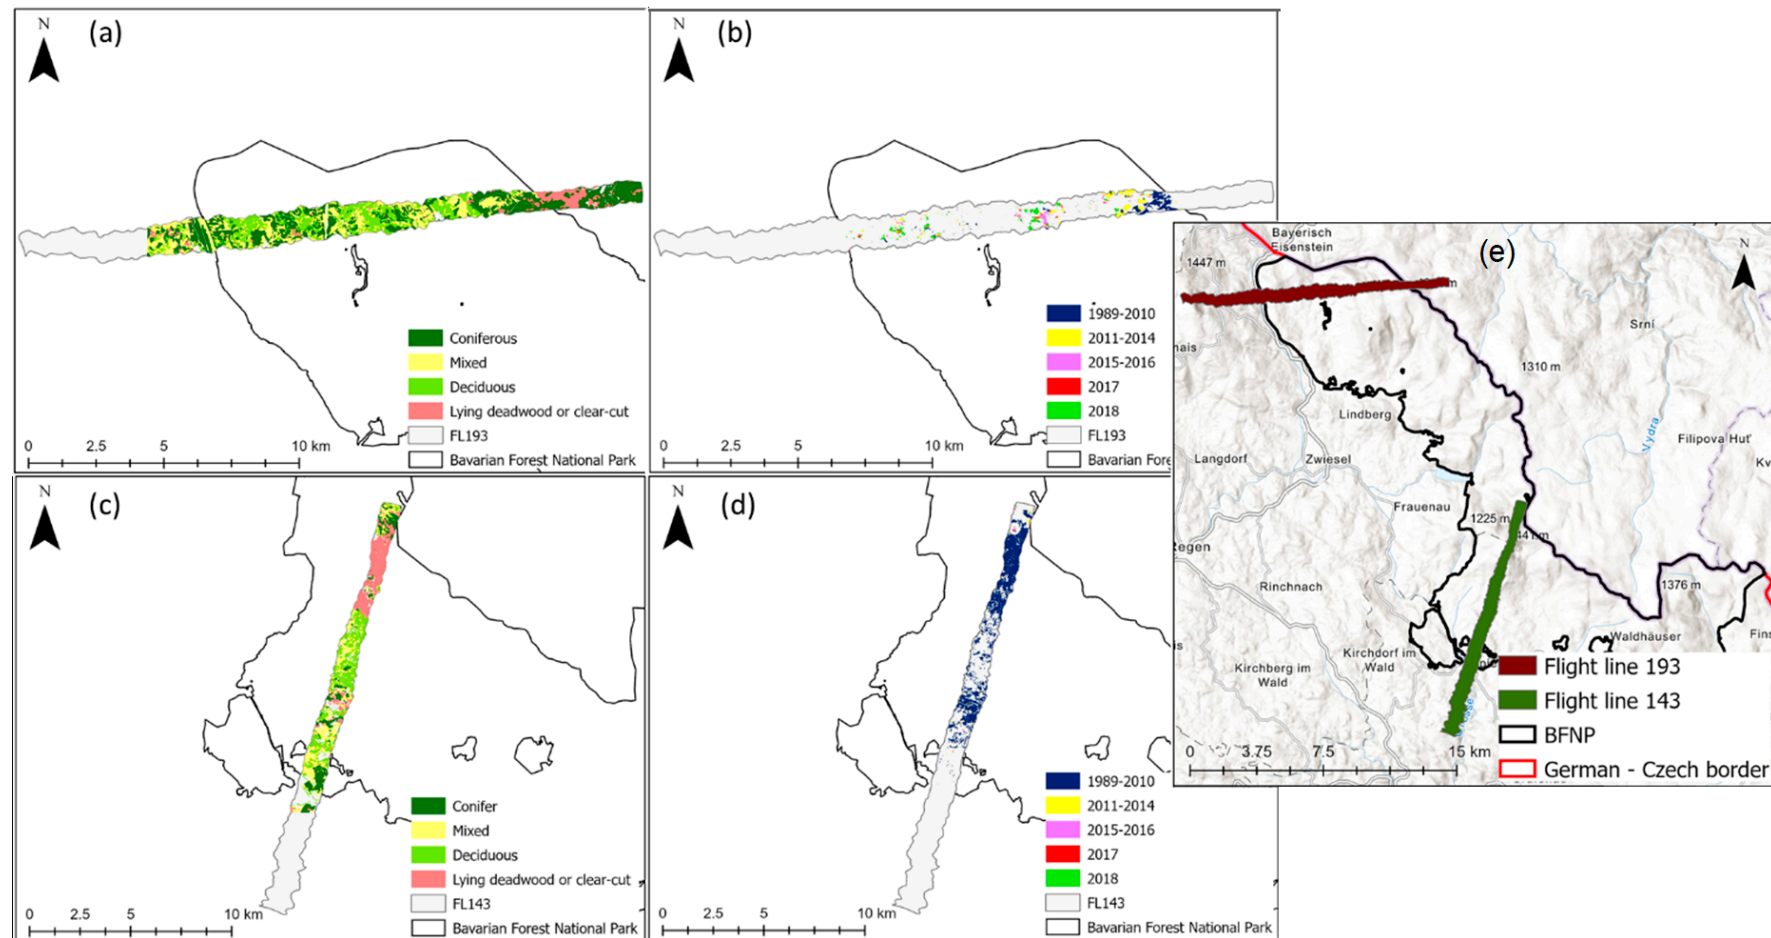 N
(a)
Coniferous
Mixed
Deciduous
Lying deadwood or clear-cut
FL193
Bavarian Forest National Park
0 2.5 5 10 km
N
(b)
1989-2010
2011-2014
2015-2016
2017
2018
FL193
Bavarian Fore
0 2.5 5 10 km
N
(c)
Conifer
Mixed
Deciduous
Lying deadwood or clear-cut
FL143
Bavarian Forest National Park
0 2.5 5 10 km
N
(d)
1989-2010
2011-2014
2015-2016
2017
2018
FL143
Bavarian Forest National Park
0 2.5 5 10 km
(e)
N
Bayerisch
Eisenstein
1447 m
Srní
nais
1310 m
Lindberg
Vydra
Filipova Huť
Langdorf
Zwiesel
Kv
Frauenau
1225 m
Regen
Rinchnach
1376 m
Waldhäuser
Fins
Kirchdorf im
Wald
Kirchberg im
Wald
Flight line 193
Flight line 143
BFNP
German - Czech border
0 3.75 7.5 15 km